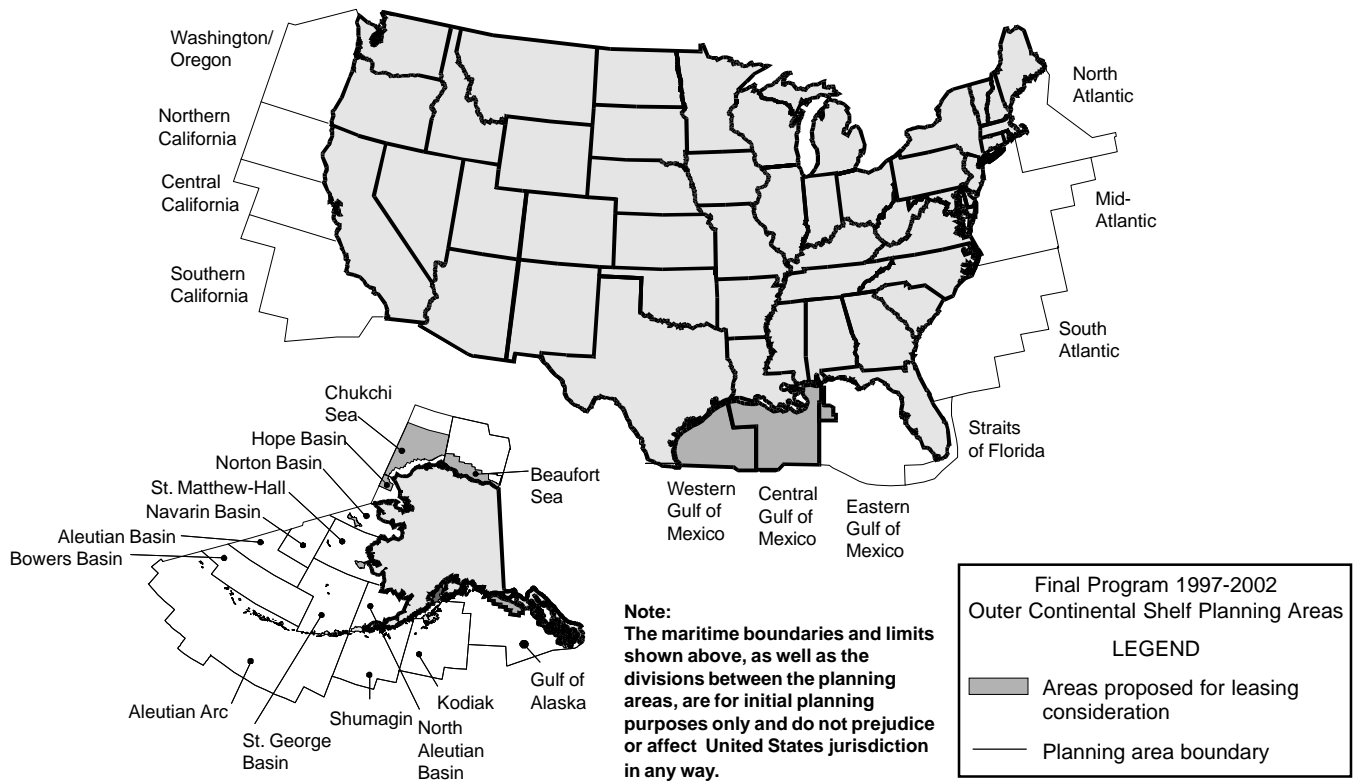 Washington/
Oregon
Northern
California
Central
California
Southern
California
North
Atlantic
Mid-
Atlantic
South
Atlantic
Straits
of Florida
Chukchi
Sea
Hope Basin
Norton Basin
St. Matthew-Hall
Navarin Basin
Aleutian Basin
Bowers Basin
Beaufort
Sea
Western
Gulf of
Mexico
Central
Gulf of
Mexico
Eastern
Gulf of
Mexico
Aleutian Arc
St. George
Basin
Shumagin
North
Aleutian
Basin
Kodiak
Gulf of
Alaska
Note:
The maritime boundaries and limits
shown above, as well as the
divisions between the planning
areas, are for initial planning
purposes only and do not prejudice
or affect United States jurisdiction
in any way.
Final Program 1997-2002
Outer Continental Shelf Planning Areas
LEGEND
Areas proposed for leasing
consideration
Planning area boundary